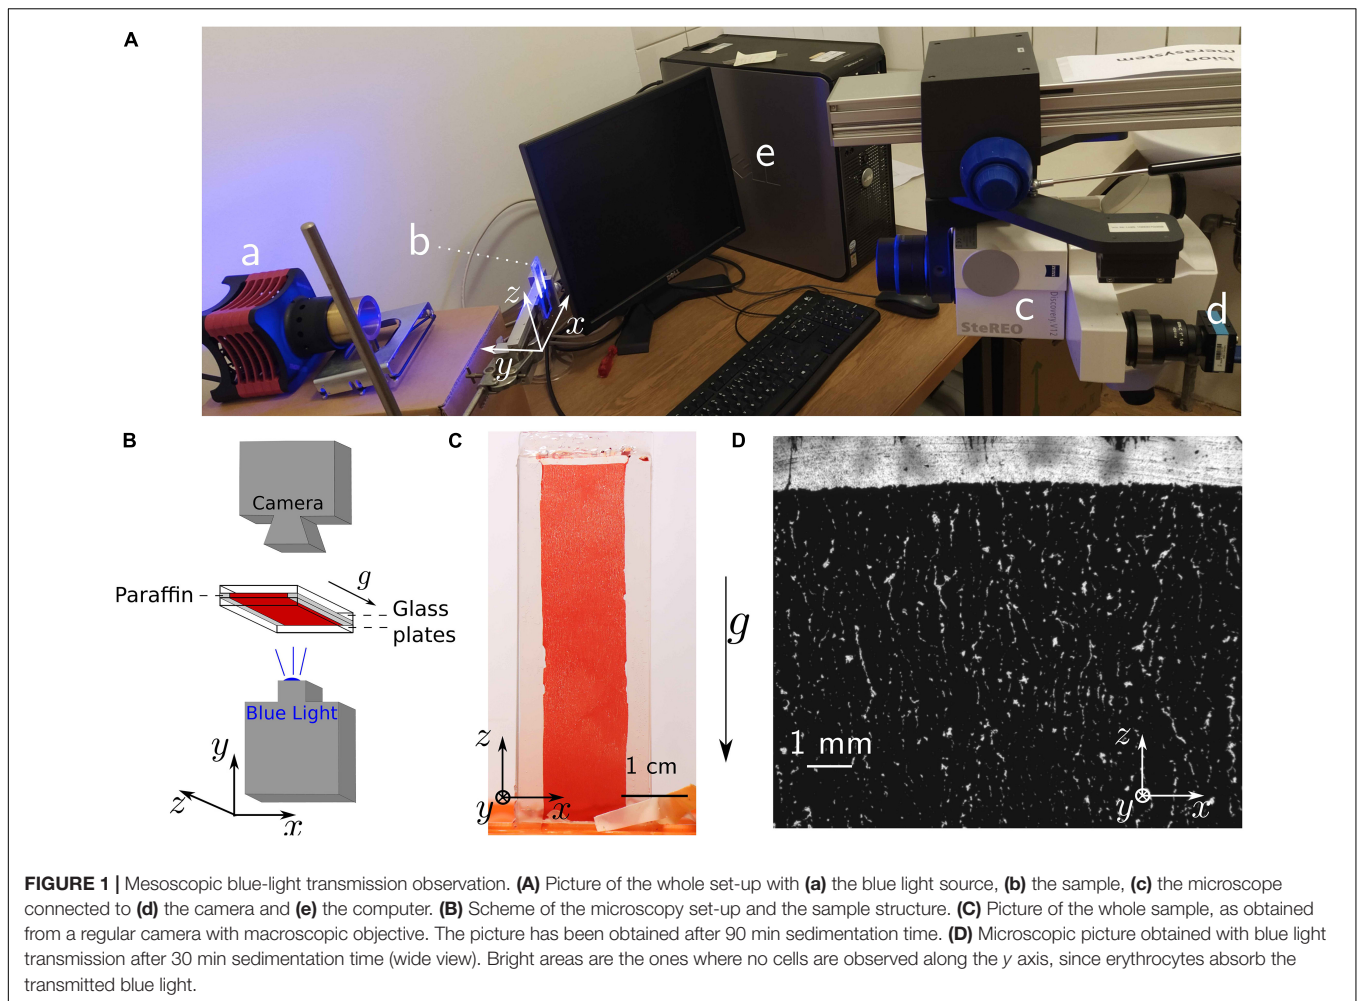 A
lsion
merasystem
e
a
b
z
x
y
c
SteREO
Discovery.V12
d
DELL
B
C
D
Camera
g
Paraffin
Glass
plates
Blue Light
y
z
x
z
1 cm
y
x
g
1 mm
z
y
x
FIGURE 1 | Mesoscopic blue-light transmission observation. (A) Picture of the whole set-up with (a) the blue light source, (b) the sample, (c) the microscope
connected to (d) the camera and (e) the computer. (B) Scheme of the microscopy set-up and the sample structure. (C) Picture of the whole sample, as obtained
from a regular camera with macroscopic objective. The picture has been obtained after 90 min sedimentation time. (D) Microscopic picture obtained with blue light
transmission after 30 min sedimentation time (wide view). Bright areas are the ones where no cells are observed along the y axis, since erythrocytes absorb the
transmitted blue light.